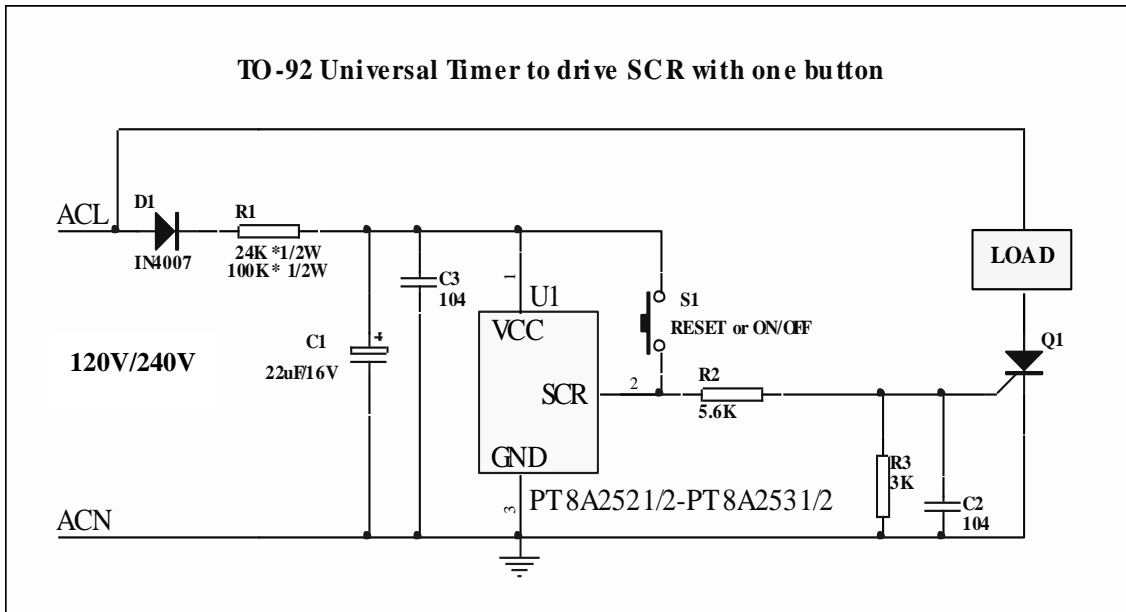 TO-92 Universal Timer to drive SCR with one button
D1
ACL
R1
IN4007
24K *1/2W
100K* 1/2W
C3
104
1
U1
VCC
S1
RESET or ON/OFF
LOAD
Q1
120V/240V
C1
+
22uF/16V
SCR
2
R2
5.6K
GND
R3
3K
PT8A2521/2-PT8A2531/2
C2
104
3
ACN